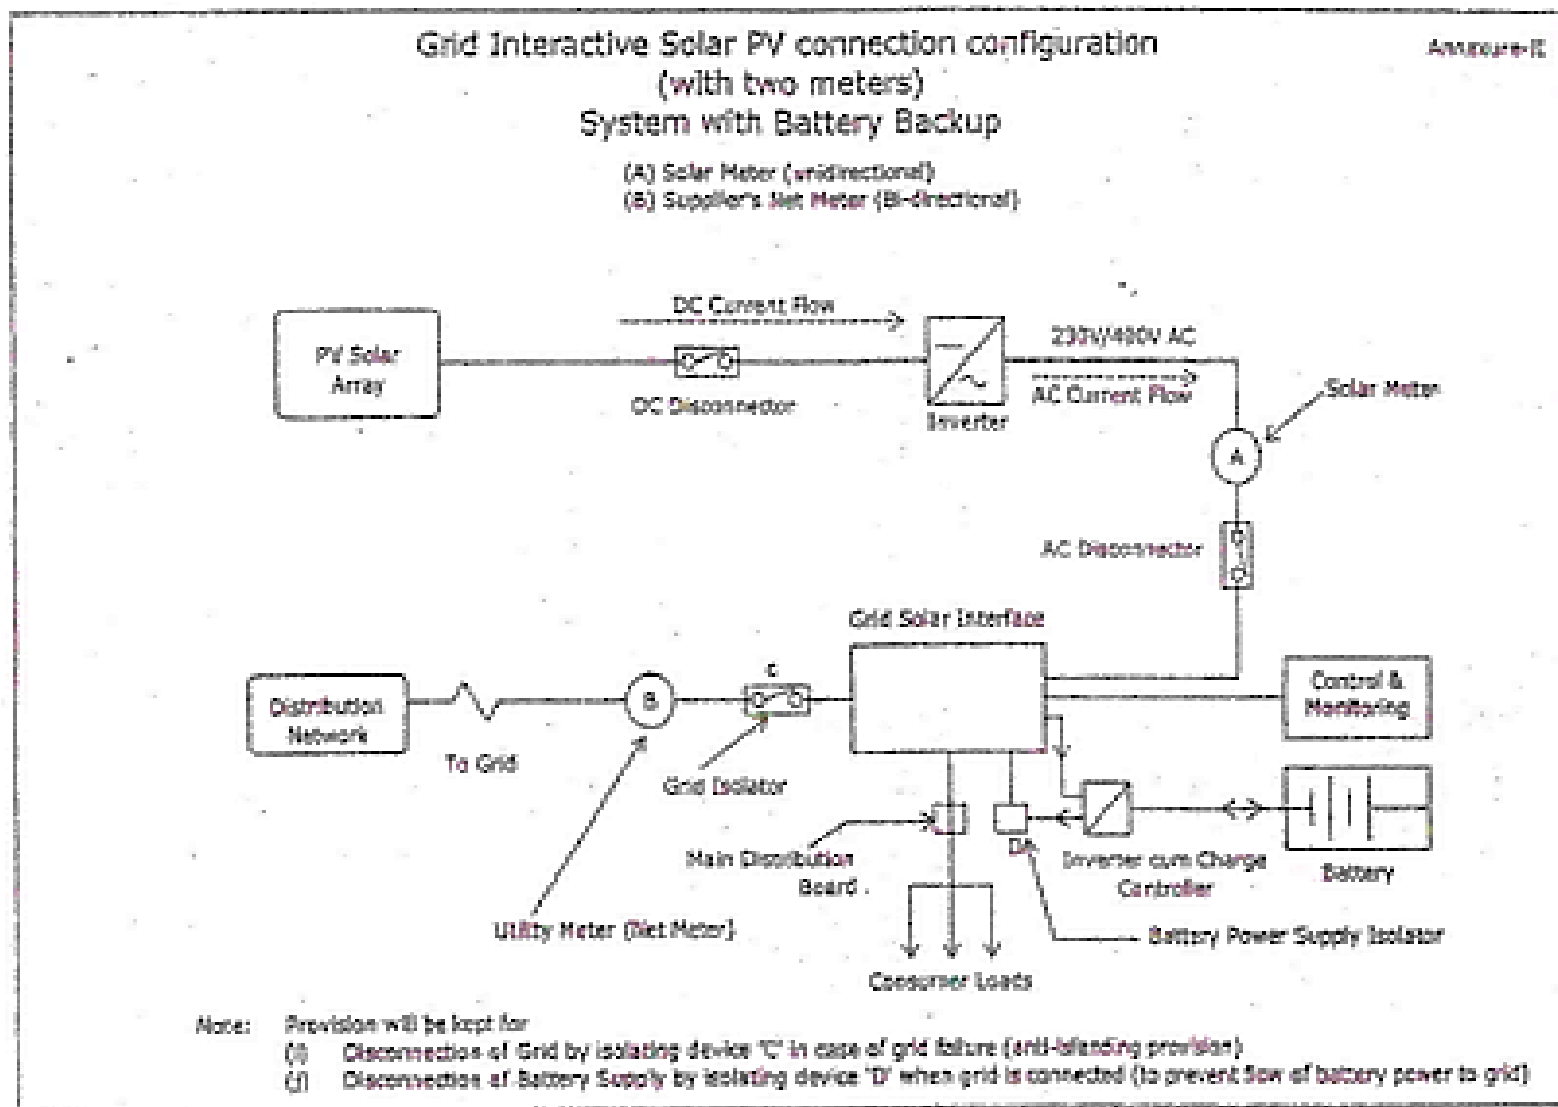 Grid Interactive Solar PV connection configuration
(with two meters)
System with Battery Backup
Annexure-II
(A) Solar Meter (unidirectional)
(B) Supplier's Net Meter (Bi-directional)
DC Current Flow
PV Solar
Array
DC Disconnector
Inverter
230V/400V AC
AC Current Flow
Solar Meter
A
AC Disconnector
Grid Solar Interface
Distribution
Network
To Grid
B
C
Grid Isolator
Control &
Monitoring
Main Distribution
Board
D
Inverter cum Charge
Controller
Battery
Utility Meter (Net Meter)
Battery Power Supply Isolator
Consumer Loads
Note: Provision will be kept for
Disconnection of Grid by isolating device 'C' in case of grid failure (anti-islanding provision)
Disconnection of Battery Supply by isolating device 'D' when grid is connected (to prevent flow of battery power to grid)